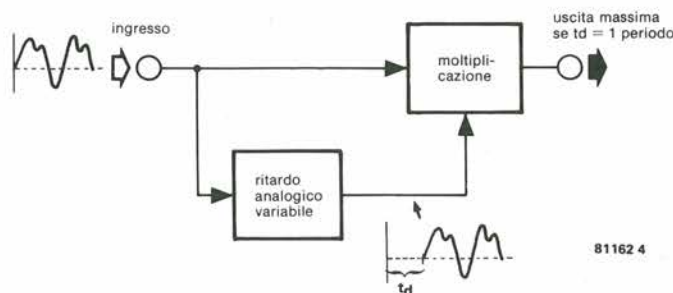 ingresso
uscita massima
se td = 1 periodo
moltipli-
cazione
ritardo
analogico
variabile
td
81162 4